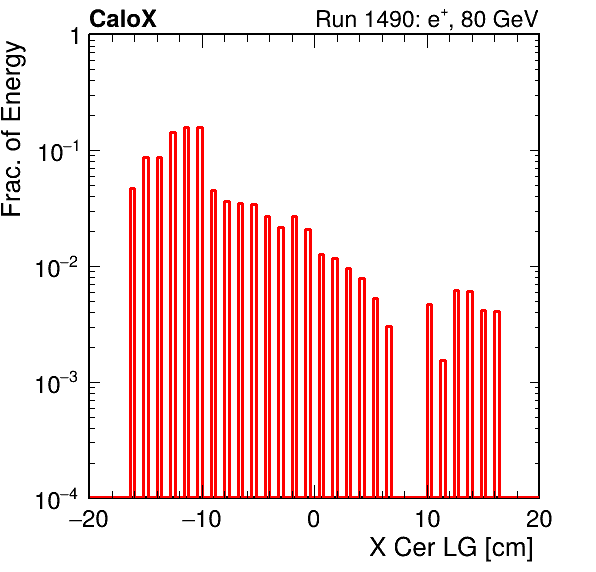 CaloX
Run 1490: e⁺, 80 GeV
Frac. of Energy
1
10⁻¹
10⁻²
10⁻³
10⁻⁴
−20
−10
0
10
20
X Cer LG [cm]